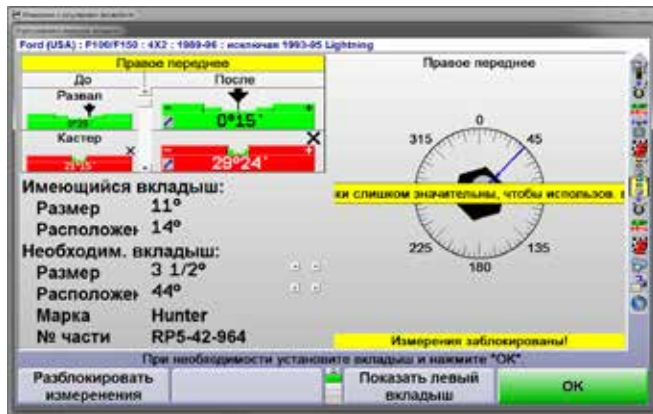 Ford (USA) : F100/F150 : 4X2 : 1989-96 : исключая 1993-95 Lightning
Правое переднее
До
После
Развал
0°15'
Кастер
29°24'
Имеющийся вкладыш:
Размер 11°
Расположен 14°
Необходим. вкладыш:
Размер 3 1/2°
Расположен 44°
Марка Hunter
№ части RP5-42-964
Правое переднее
0
45
135
180
225
315
ки слишком значительны, чтобы использов. в
Измерения заблокированы!
При необходимости установите вкладыш и нажмите "OK"
Разблокировать измеренения
Показать левый вкладыш
OK